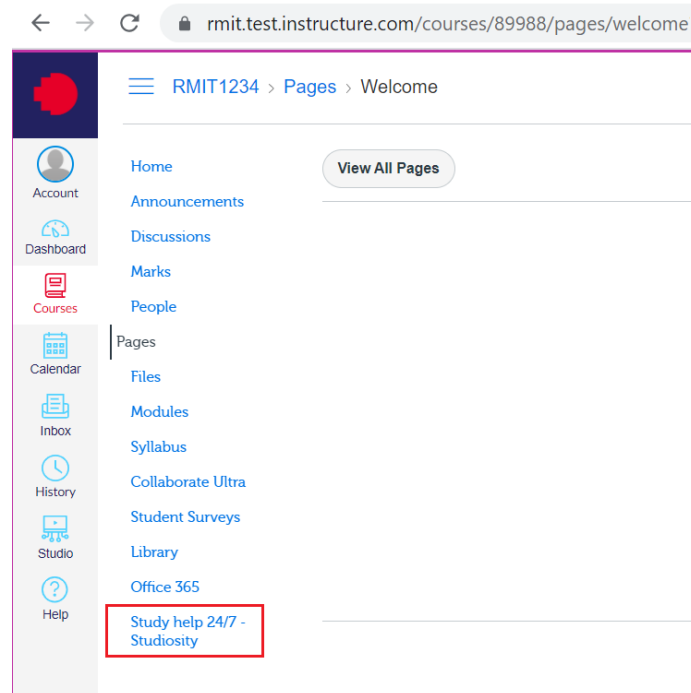 rmit.test.instructure.com/courses/89988/pages/welcome
RMIT1234 > Pages > Welcome
Account
Dashboard
Courses
Calendar
Inbox
History
Studio
Help
Home
Announcements
Discussions
Marks
People
Pages
Files
Modules
Syllabus
Collaborate Ultra
Student Surveys
Library
Office 365
Study help 24/7 -
Studiosity
View All Pages